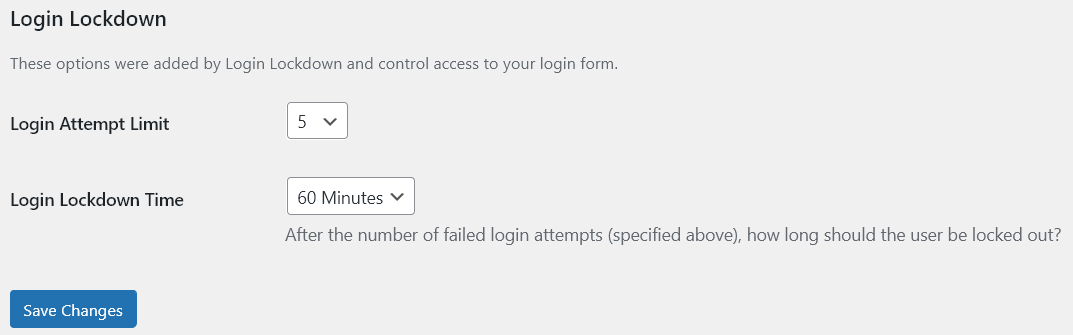 Login Lockdown
These options were added by Login Lockdown and control access to your login form.
Login Attempt Limit 5
Login Lockdown Time 60 Minutes
After the number of failed login attempts (specified above), how long should the user be locked out?
Save Changes